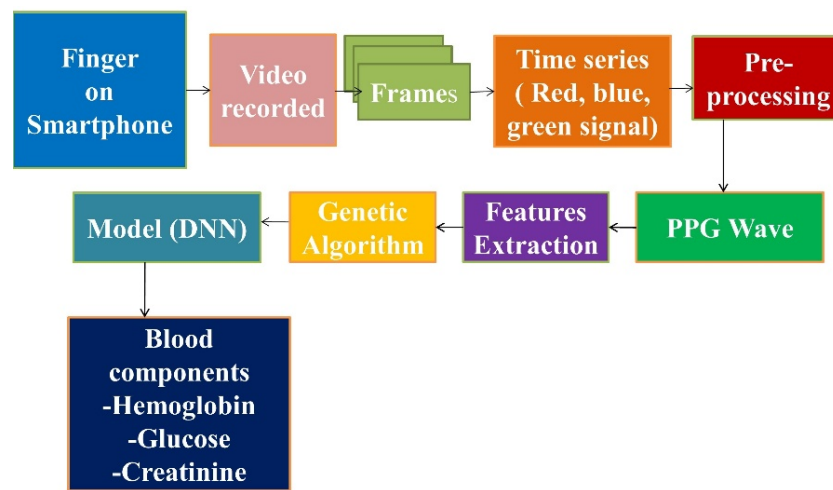 Finger
on
Smartphone
Video
recorded
Frames
Time series
( Red, blue,
green signal)
Pre-
processing
PPG Wave
Features
Extraction
Genetic
Algorithm
Model (DNN)
Blood
components
-Hemoglobin
-Glucose
-Creatinine